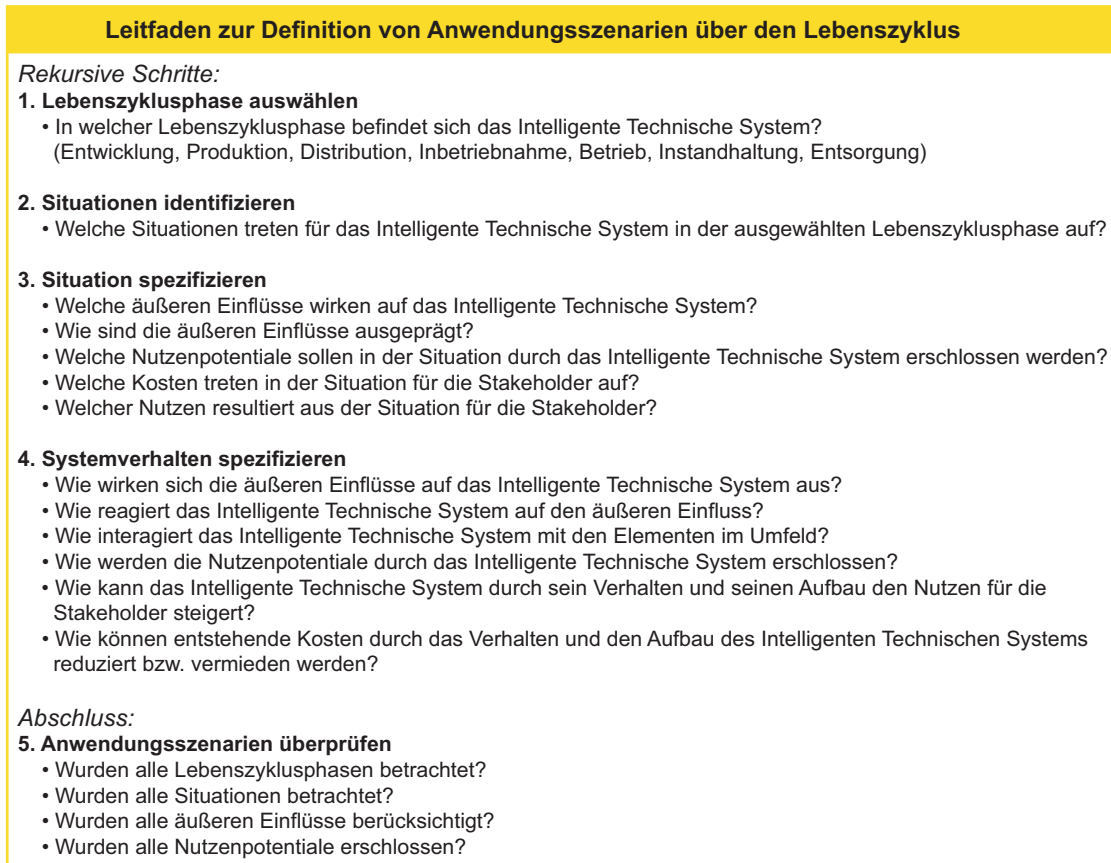 Leitfaden zur Definition von Anwendungsszenarien über den Lebenszyklus
Rekursive Schritte:
1. Lebenszyklusphase auswählen
• In welcher Lebenszyklusphase befindet sich das Intelligente Technische System?
(Entwicklung, Produktion, Distribution, Inbetriebnahme, Betrieb, Instandhaltung, Entsorgung)
2. Situationen identifizieren
• Welche Situationen treten für das Intelligente Technische System in der ausgewählten Lebenszyklusphase auf?
3. Situation spezifizieren
• Welche äußeren Einflüsse wirken auf das Intelligente Technische System?
• Wie sind die äußeren Einflüsse ausgeprägt?
• Welche Nutzenpotentiale sollen in der Situation durch das Intelligente Technische System erschlossen werden?
• Welche Kosten treten in der Situation für die Stakeholder auf?
• Welcher Nutzen resultiert aus der Situation für die Stakeholder?
4. Systemverhalten spezifizieren
• Wie wirken sich die äußeren Einflüsse auf das Intelligente Technische System aus?
• Wie reagiert das Intelligente Technische System auf den äußeren Einfluss?
• Wie interagiert das Intelligente Technische System mit den Elementen im Umfeld?
• Wie werden die Nutzenpotentiale durch das Intelligente Technische System erschlossen?
• Wie kann das Intelligente Technische System durch sein Verhalten und seinen Aufbau den Nutzen für die
Stakeholder steigert?
• Wie können entstehende Kosten durch das Verhalten und den Aufbau des Intelligenten Technischen Systems
reduziert bzw. vermieden werden?
Abschluss:
5. Anwendungsszenarien überprüfen
• Wurden alle Lebenszyklusphasen betrachtet?
• Wurden alle Situationen betrachtet?
• Wurden alle äußeren Einflüsse berücksichtigt?
• Wurden alle Nutzenpotentiale erschlossen?